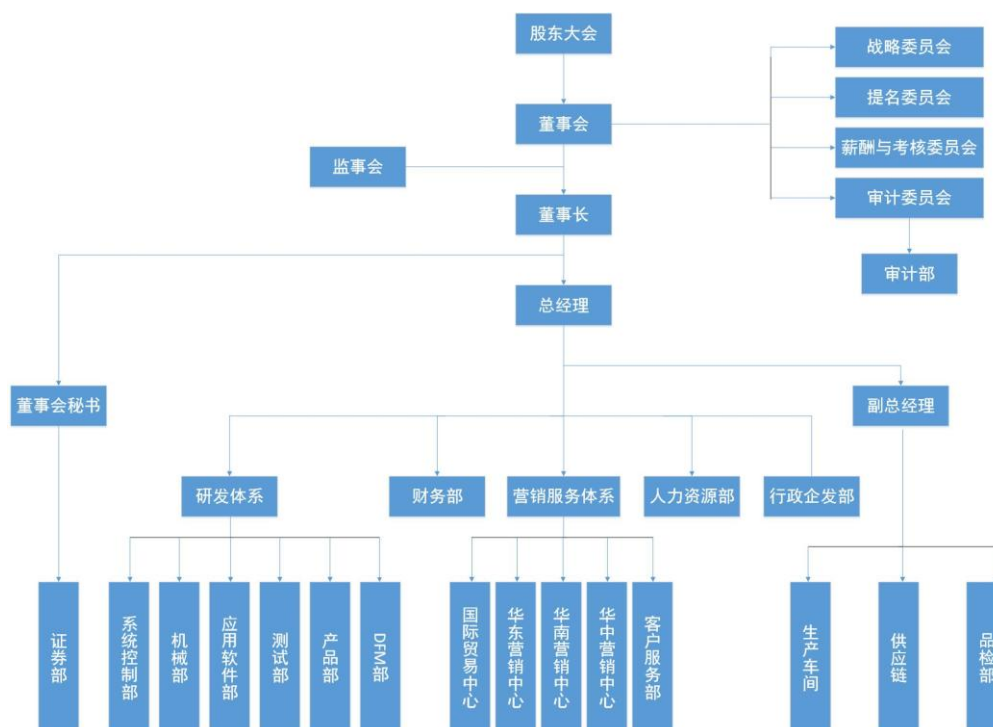 股东大会
战略委员会
提名委员会
董事会
薪酬与考核委员会
监事会
审计委员会
董事长
审计部
总经理
董事会秘书
副总经理
研发体系
财务部
营销服务体系
人力资源部
行政企发部
证券部
系统控制部
机械部
应用软件部
测试部
产品部
DFM部
国际贸易中心
华东营销中心
华南营销中心
华中营销中心
客户服务部
生产车间
供应链
品检部